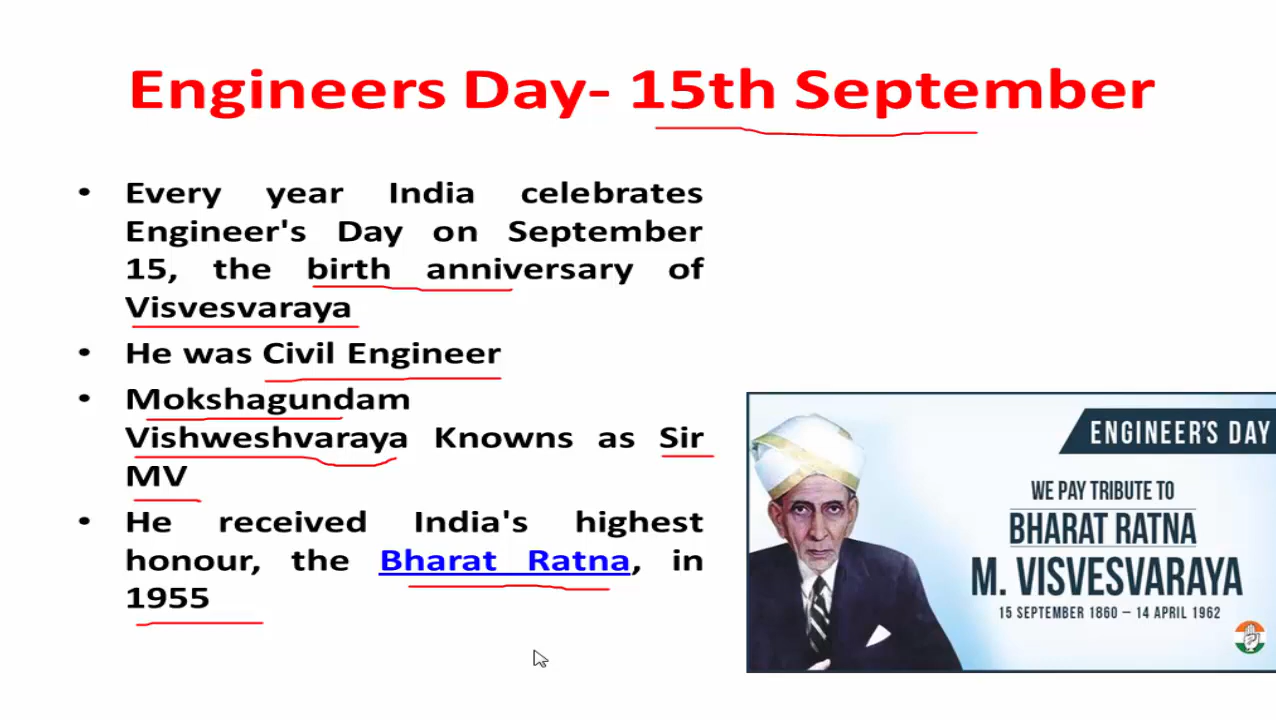 Engineers Day- 15th September
• Every year India celebrates
Engineer's Day on September
15, the birth anniversary of
Visvesvaraya
• He was Civil Engineer
• Mokshagundam
Vishweshvaraya Knowns as Sir
MV
• He received India's highest
honour, the Bharat Ratna, in
1955
ENGINEER'S DAY
WE PAY TRIBUTE TO
BHARAT RATNA
M. VISVESVARAYA
15 SEPTEMBER 1860 – 14 APRIL 1962